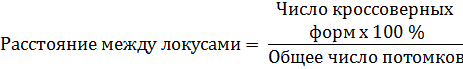 Число кроссоверных
форм х 100 %
Расстояние между локусами =
Общее число потомков